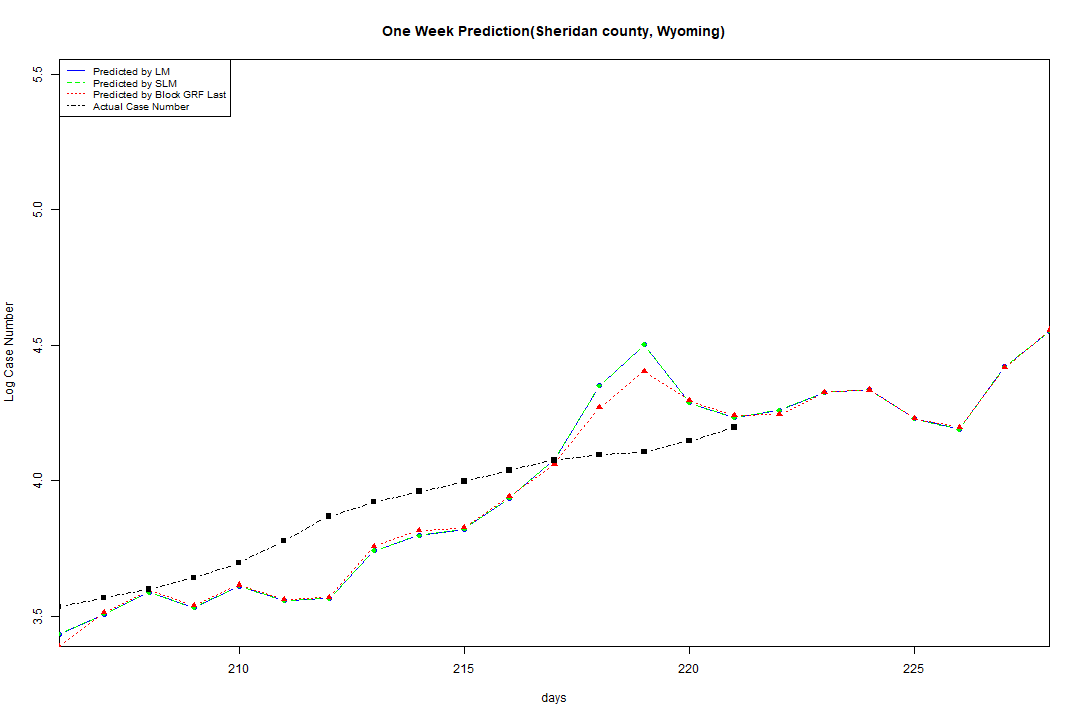 One Week Prediction(Sheridan county, Wyoming)
Predicted by LM
Predicted by SLM
Predicted by Block GRF Last
Actual Case Number
Log Case Number
5.5
5.0
4.5
4.0
3.5
210 215 220 225
days